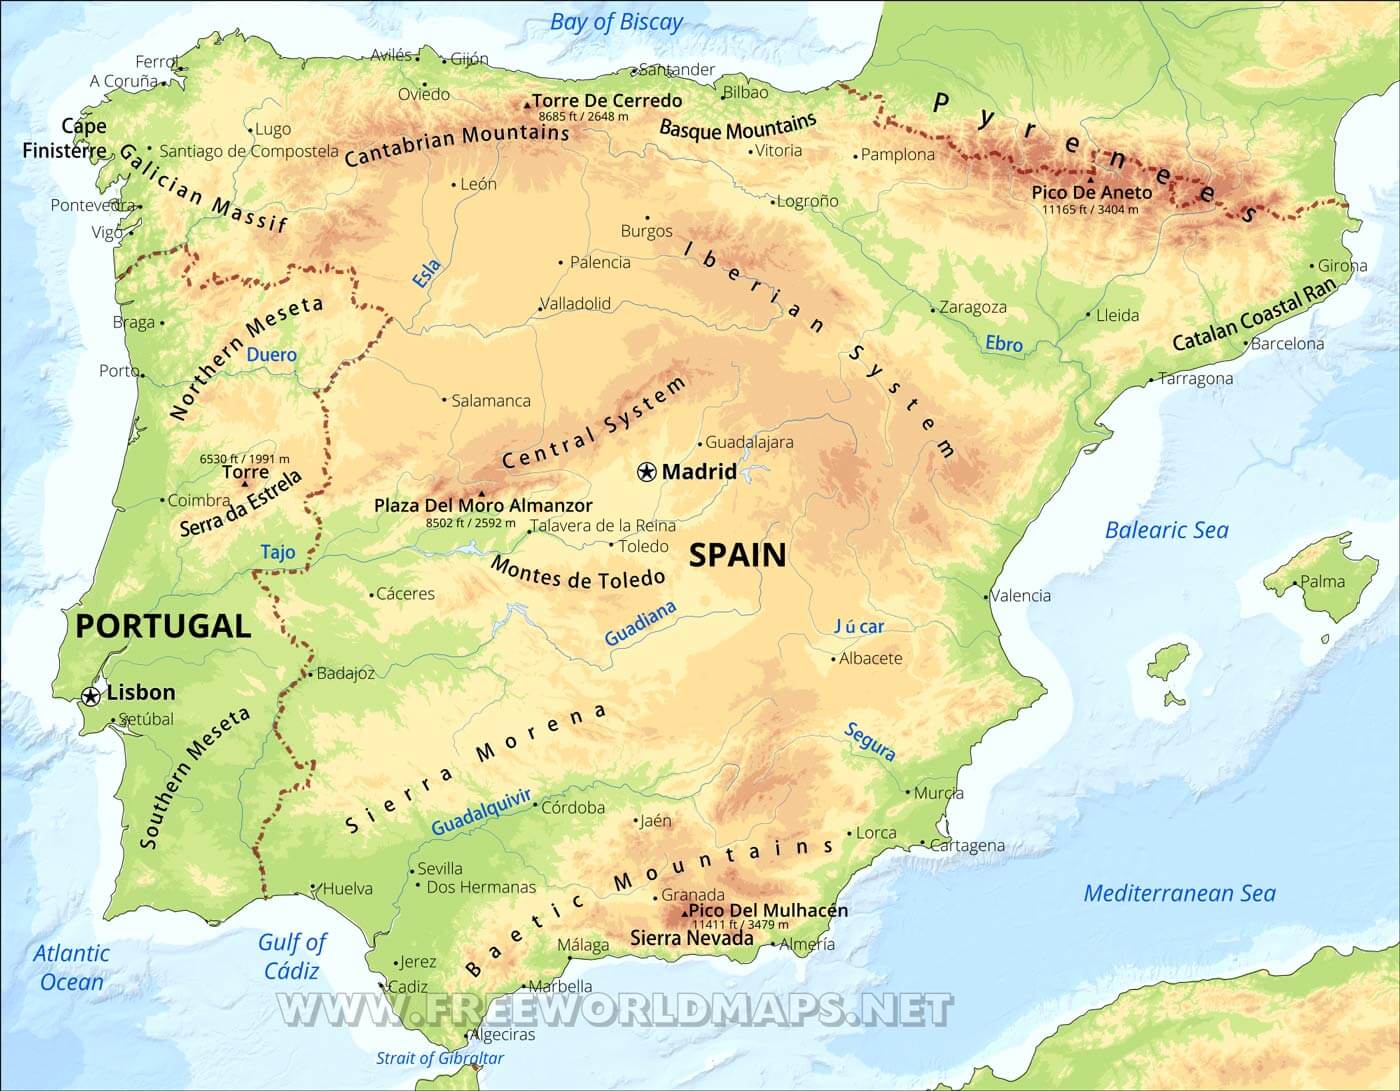 Bay of Biscay
Ferrol
A Coruña
Avilés
Gijón
Santander
Oviedo
Bilbao
Torre De Cerredo
8685 ft / 2648 m
Pyrenees
Cape
Finisterre
Lugo
Santiago de Compostela
Cantabrian Mountains
Basque Mountains
Vitoria
Pamplona
Galician Massif
León
Pico De Aneto
11165 ft / 3404 m
Pontevedra
Logroño
Vigo
Burgos
Iberian System
Esla
Palencia
Girona
Valladolid
Zaragoza
Lleida
Braga
Northern Meseta
Catalan Coastal Ran
Ebro
Barcelona
Duero
Porto
Tarragona
Salamanca
Central System
Guadalajara
6530 ft / 1991 m
Torre
Madrid
Coimbra
Serra da Estrela
Plaza Del Moro Almanzor
8502 ft / 2592 m
Talavera de la Reina
Balearic Sea
Toledo
Tajo
SPAIN
Montes de Toledo
Palma
Cáceres
Valencia
PORTUGAL
Guadiana
Júcar
Albacete
Badajoz
Lisbon
Setúbal
Southern Meseta
Sierra Morena
Segura
Guadalquivir
Córdoba
Murcia
Jaén
Lorca
Cartagena
Baetic Mountains
Sevilla
Dos Hermanas
Huelva
Granada
Mediterranean Sea
Pico Del Mulhacén
11411 ft / 3479 m
Sierra Nevada
Almería
Málaga
Atlantic
Ocean
Gulf of
Cádiz
Jerez
Cadiz
Marbella
WWW.FREEWORLDMAPS.NET
Algeciras
Strait of Gibraltar